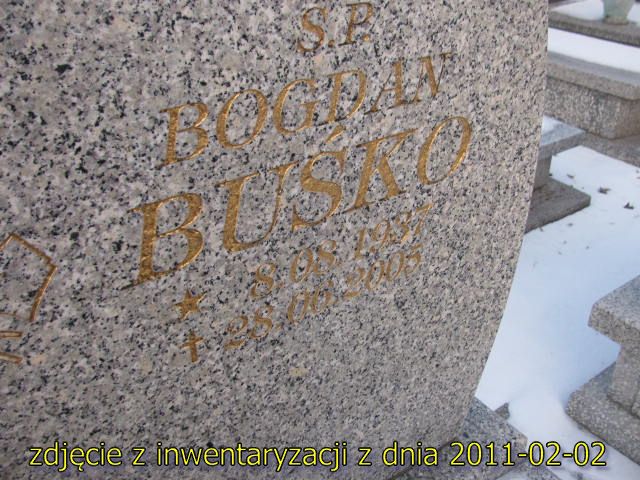 Ś.P.
BOGDAN
BUŚKO
★ 8.08.1937
✝ 28.06.2005
zdjęcie z inwentaryzacji z dnia 2011-02-02